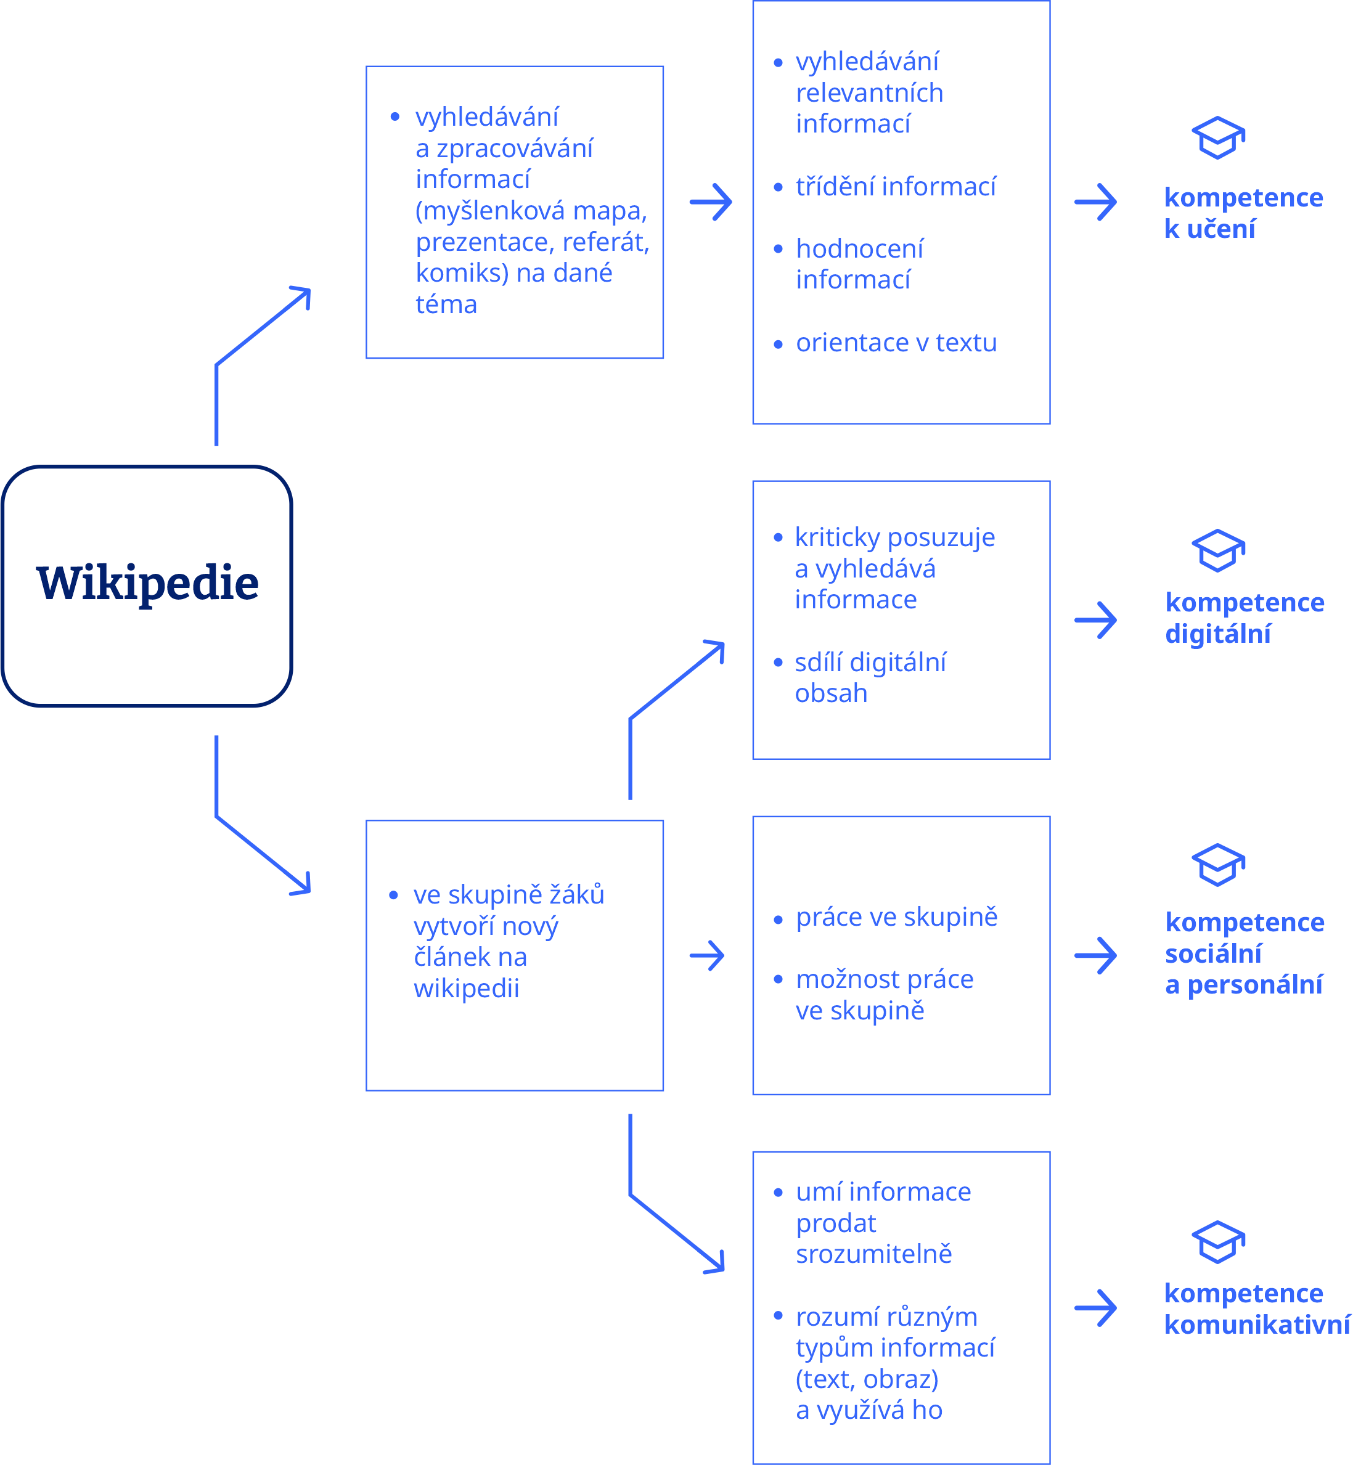 Wikipedie
• vyhledávání
a zpracovávání
informací
(myšlenková mapa,
prezentace, referát,
komiks) na dané
téma
• vyhledávání
relevantních
informací
• třídění informací
• hodnocení
informací
• orientace v textu
kompetence
k učení
• ve skupině žáků
vytvoří nový
článek na
wikipedii
• kriticky posuzuje
a vyhledává
informace
• sdílí digitální
obsah
kompetence
digitální
• práce ve skupině
• možnost práce
ve skupině
kompetence
sociální
a personální
• umí informace
prodat
srozumitelně
• rozumí různým
typům informací
(text, obraz)
a využívá ho
kompetence
komunikativní